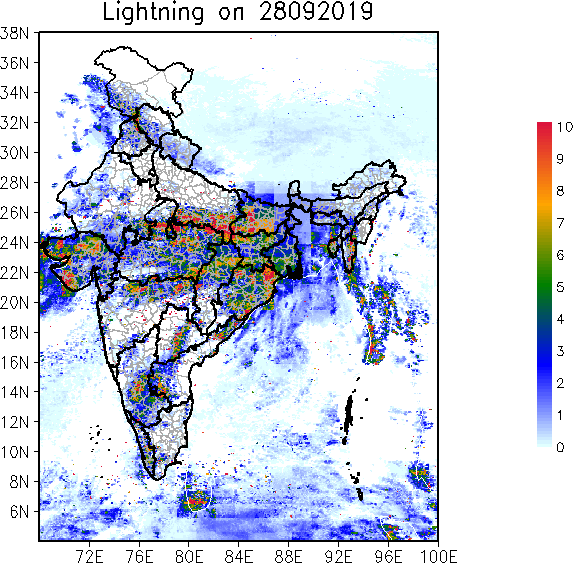 Lightning on 28092019
38N
36N
34N
32N
30N
28N
26N
24N
22N
20N
18N
16N
14N
12N
10N
8N
6N
72E 76E 80E 84E 88E 92E 96E 100E
10
9
8
7
6
5
4
3
2
1
0